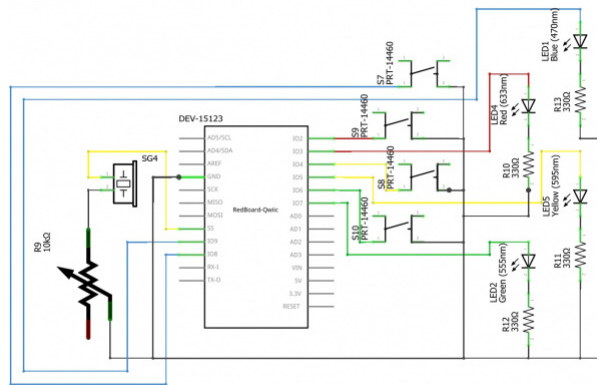 LED1
Blue (470nm)
S7
PRT-14460
R13
330Ω
DEV-15123
S9
PRT-14460
LED4
Red (633nm)
AD5/SCL
AD4/SDA
AREF
GND
SCK
MISO
MOSI
SS
IO9
IO8
RX-I
TX-O
RedBoard-Qwiic
IO2
IO3
IO4
IO5
IO6
IO7
AD0
AD1
AD2
AD3
VIN
5V
3.3V
RESET
SG4
S8
PRT-14460
R10
330Ω
LED5
Yellow (595nm)
S10
PRT-14460
R9
10kΩ
LED2
Green (555nm)
R11
330Ω
R12
330Ω